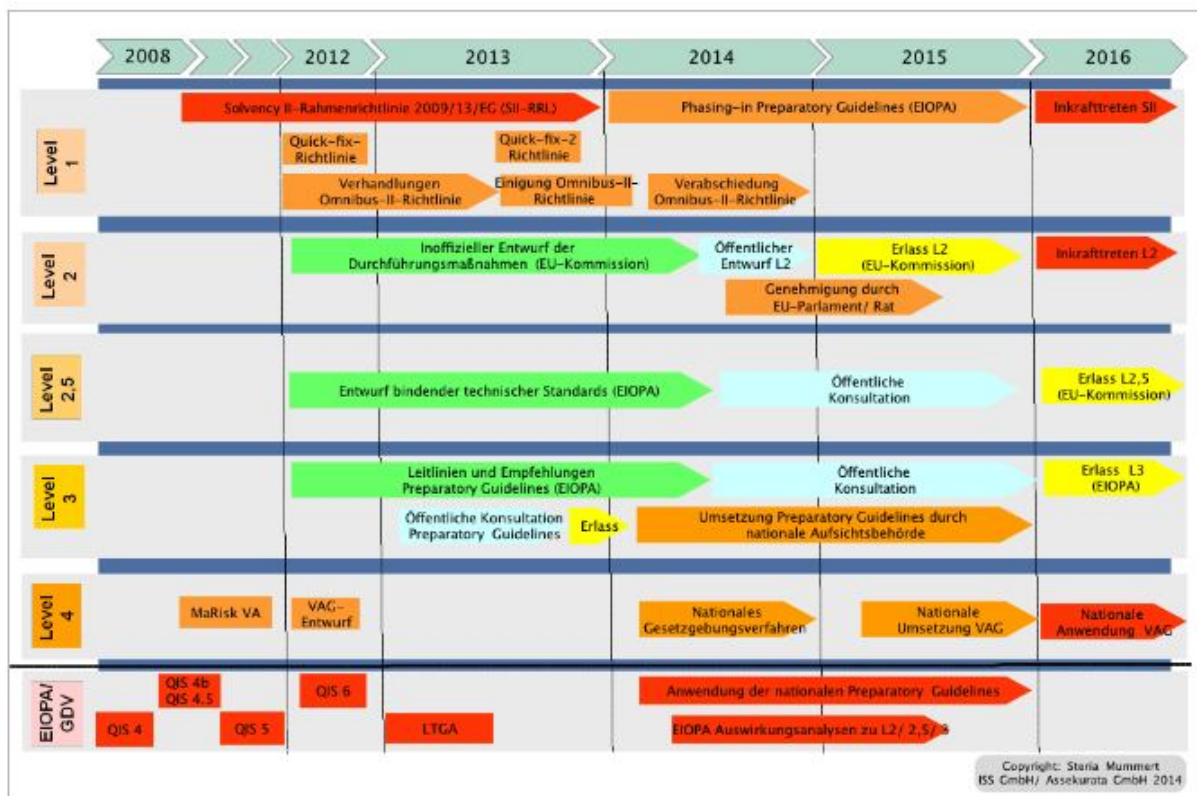 2008
2012
2013
2014
2015
2016
Level
1
Solvency II-Rahmenrichtlinie 2009/13/EG (SII-RRL)
Phasing-in Preparatory Guidelines (EIOPA)
Inkrafttreten SII
Quick-fix-
Richtlinie
Quick-fix-2
Richtlinie
Verhandlungen
Omnibus-II-Richtlinie
Einigung Omnibus-II-
Richtlinie
Verabschiedung
Omnibus-II-Richtlinie
Level
2
Inoffizieller Entwurf der
Durchführungsmaßnahmen (EU-Kommission)
Öffentlicher
Entwurf L2
Erlass L2
(EU-Kommission)
Inkrafttreten L2
Genehmigung durch
EU-Parlament/ Rat
Level
2,5
Entwurf bindender technischer Standards (EIOPA)
Öffentliche
Konsultation
Erlass L2,5
(EU-Kommission)
Level
3
Leitlinien und Empfehlungen
Preparatory Guidelines (EIOPA)
Öffentliche
Konsultation
Erlass L3
(EIOPA)
Öffentliche Konsultation
Preparatory Guidelines
Erlass
Umsetzung Preparatory Guidelines durch
nationale Aufsichtsbehörde
Level
4
MaRisk VA
VAG-
Entwurf
Nationales
Gesetzgebungsverfahren
Nationale
Umsetzung VAG
Nationale
Anwendung VAG
EIOPA/
GDV
QIS 4
QIS 4b
QIS 4.5
QIS 5
QIS 6
LTGA
Anwendung der nationalen Preparatory Guidelines
EIOPA Auswirkungsanalysen zu L2/ 2,5/ 3
Copyright: Steria Mummert
ISS GmbH/ Assekurata GmbH 2014